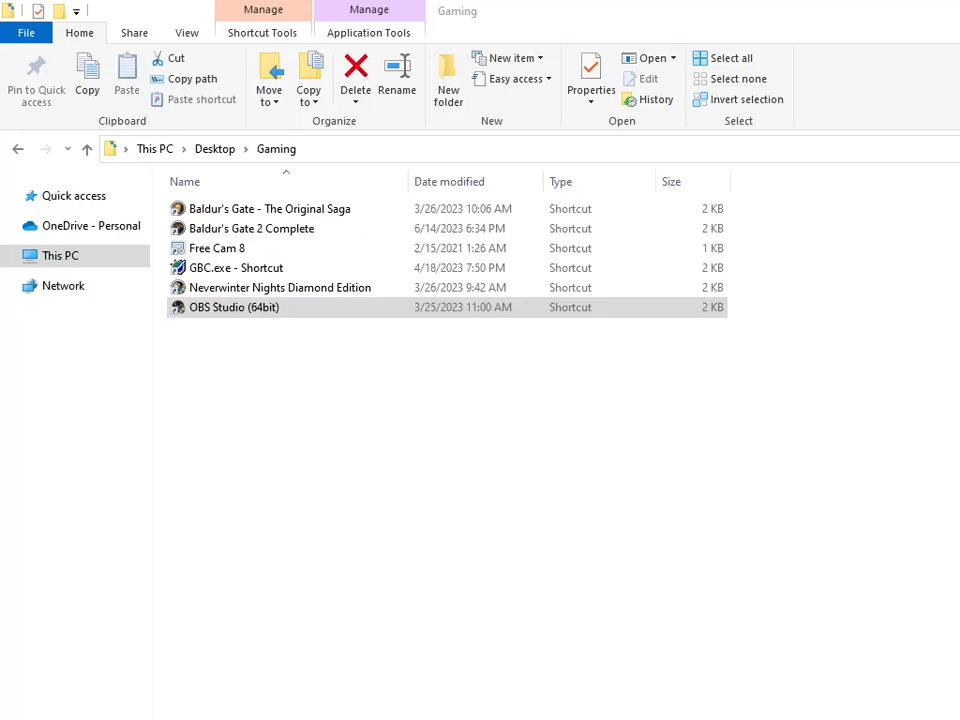 Manage Manage Gaming
File Home Share View Shortcut Tools Application Tools
Pin to Quick access
Copy
Paste
Cut
Copy path
Paste shortcut
Clipboard
Move to
Copy to
Delete
Rename
Organize
New folder
New item
Easy access
New
Properties
Open
Edit
History
Open
Select all
Select none
Invert selection
Select
This PC > Desktop > Gaming
Quick access
OneDrive - Personal
This PC
Network
Name Date modified Type Size
Baldur's Gate - The Original Saga 3/26/2023 10:06 AM Shortcut 2 KB
Baldur's Gate 2 Complete 6/14/2023 6:34 PM Shortcut 2 KB
Free Cam 8 2/15/2021 1:26 AM Shortcut 1 KB
GBC.exe - Shortcut 4/18/2023 7:50 PM Shortcut 2 KB
Neverwinter Nights Diamond Edition 3/26/2023 9:42 AM Shortcut 2 KB
OBS Studio (64bit) 3/25/2023 11:00 AM Shortcut 2 KB